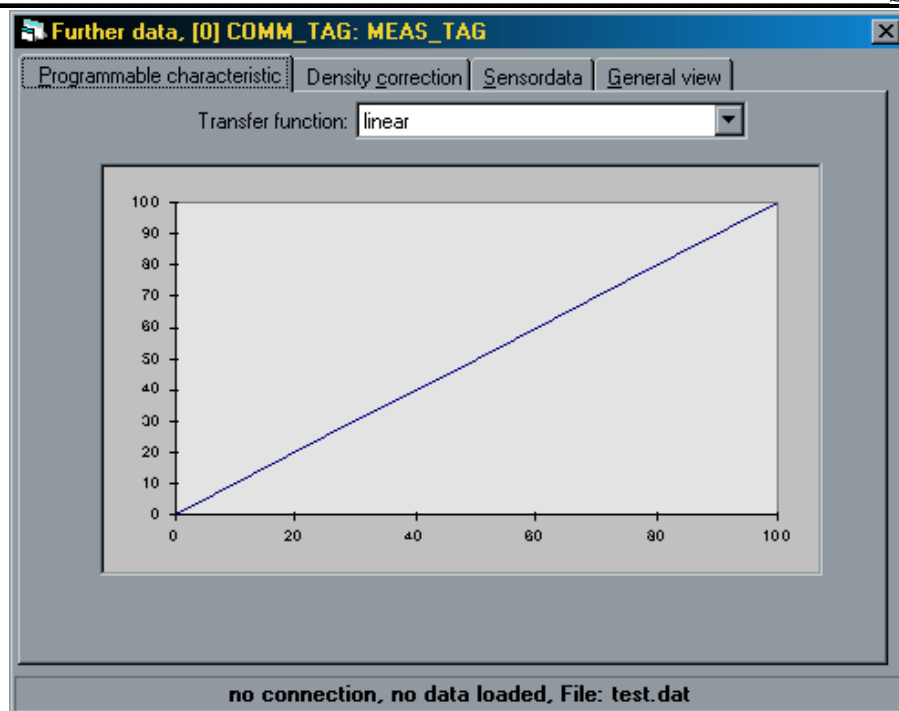 Further data, [0] COMM_TAG: MEAS_TAG
Programmable characteristic Density correction Sensordata General view
Transfer function: linear
100
90
80
70
60
50
40
30
20
10
0
0 20 40 60 80 100
no connection, no data loaded, File: test.dat